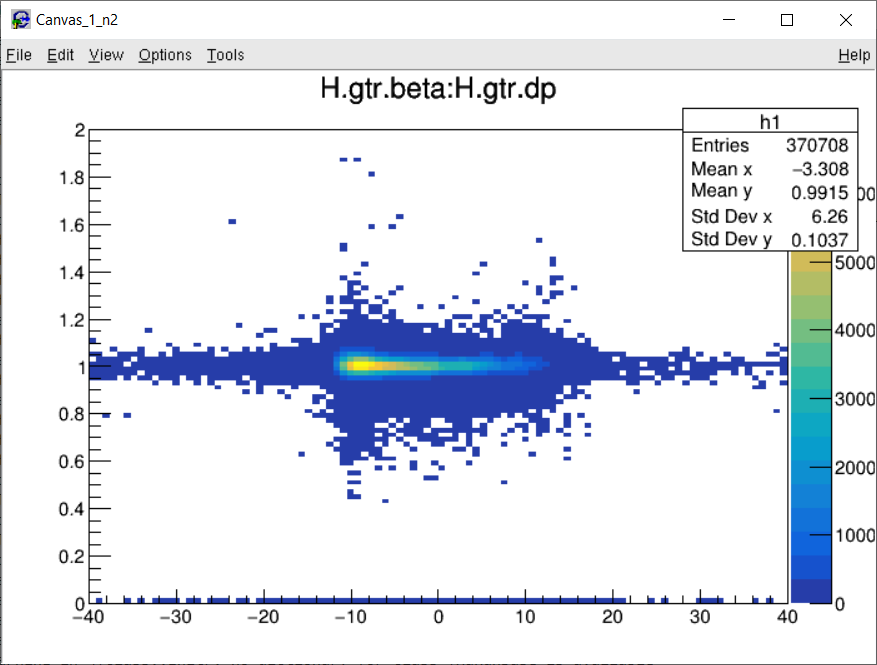 Canvas_1_n2
File Edit View Options Tools Help
H.gtr.beta:H.gtr.dp
h1
Entries 370708
Mean x −3.308
Mean y 0.9915
Std Dev x 6.26
Std Dev y 0.1037
2
1.8
1.6
1.4
1.2
1
0.8
0.6
0.4
0.2
0
−40 −30 −20 −10 0 10 20 30 40
5000
4000
3000
2000
1000
0